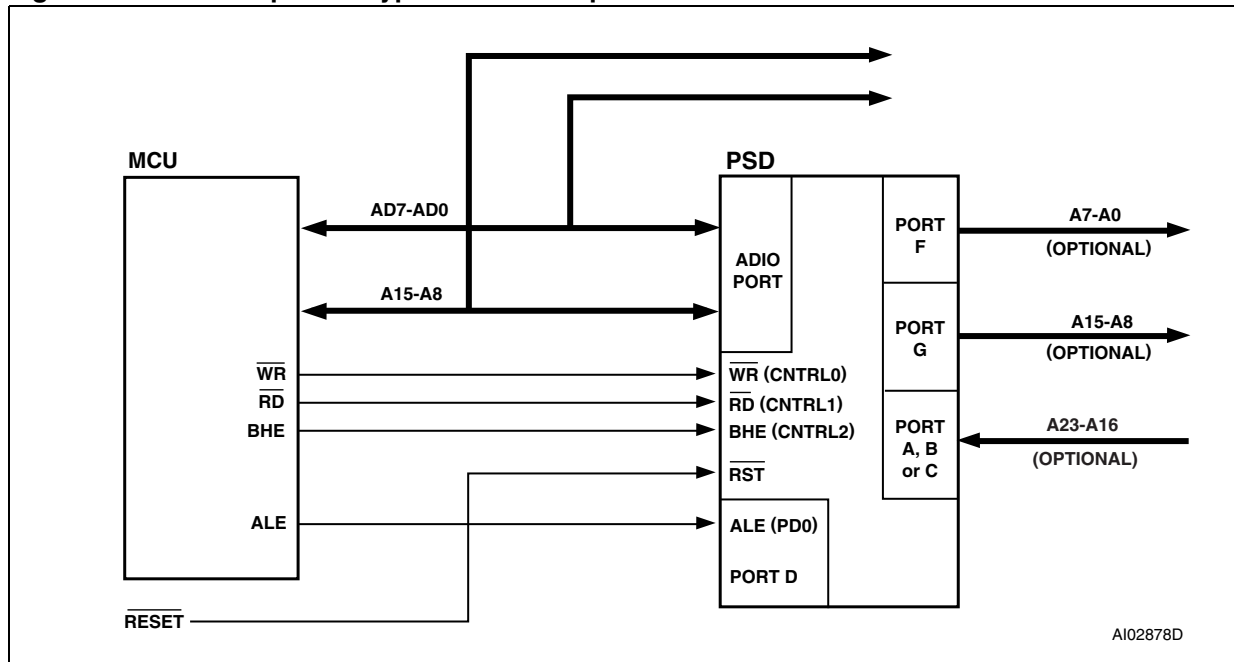 MCU
PSD
AD7-AD0
A15-A8
WR
RD
BHE
ALE
RESET
ADIO
PORT
WR (CNTRL0)
RD (CNTRL1)
BHE (CNTRL2)
RST
ALE (PD0)
PORT D
PORT
F
PORT
G
PORT
A, B
or C
A7-A0
(OPTIONAL)
A15-A8
(OPTIONAL)
A23-A16
(OPTIONAL)
AI02878D